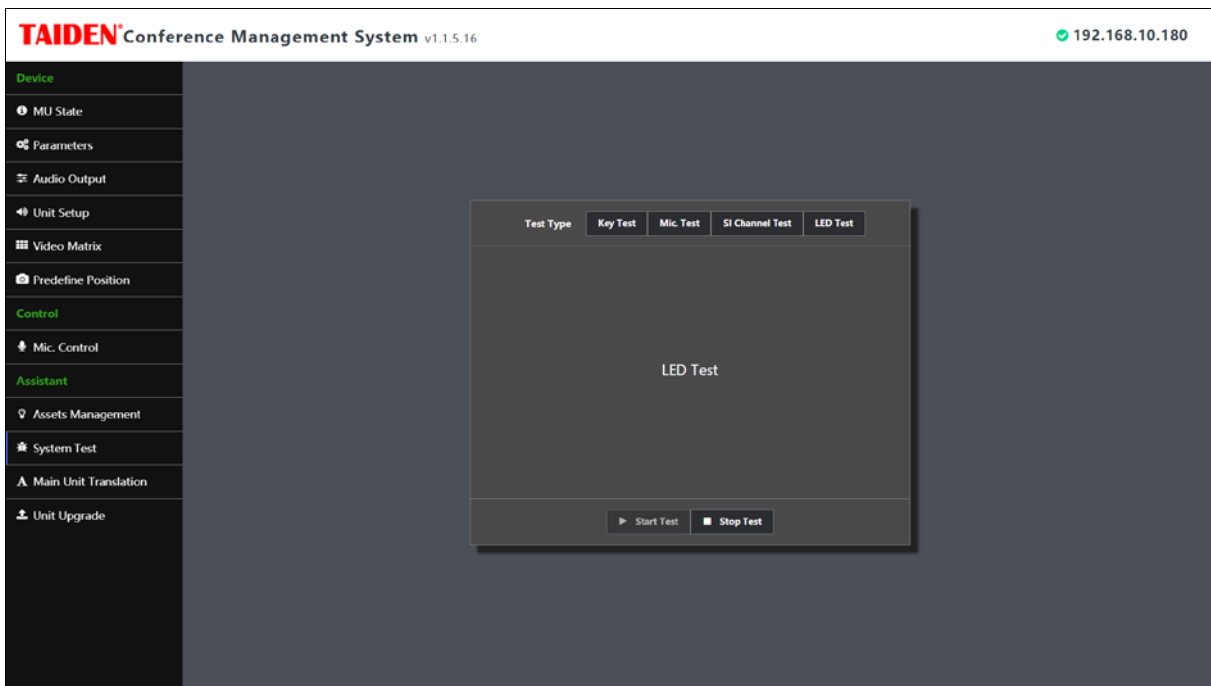 TAIDEN® Conference Management System v1.1.5.16
192.168.10.180
Device
MU State
Parameters
Audio Output
Unit Setup
Video Matrix
Predefine Position
Control
Mic. Control
Assistant
Assets Management
System Test
Main Unit Translation
Unit Upgrade
Test Type Key Test Mic. Test SI Channel Test LED Test
LED Test
Start Test Stop Test